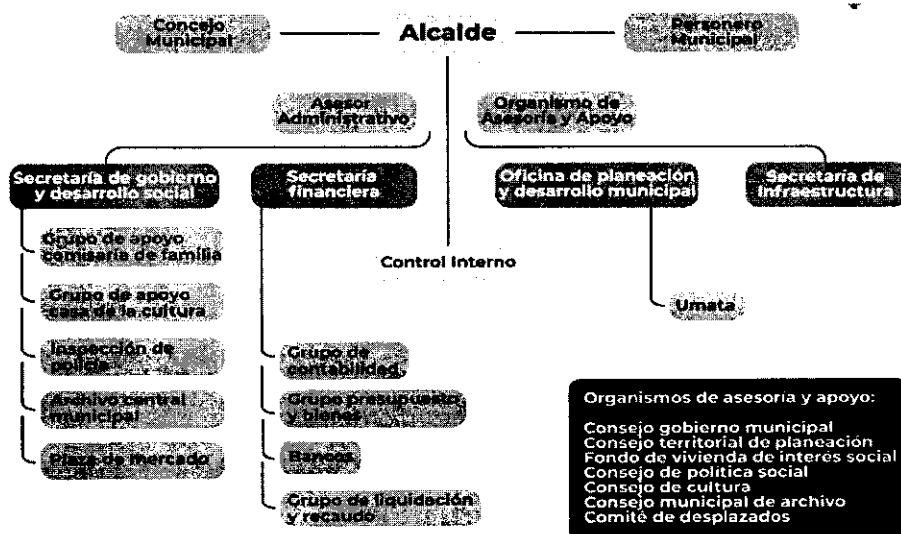 Concejo
Municipal
Alcalde
Personero
Municipal
Asesor
Administrativo
Organismo de
Asesoría y Apoyo
Secretaría de gobierno
y desarrollo social
Secretaría
financiera
Oficina de planeación
y desarrollo municipal
Secretaría de
Infraestructura
Grupo de apoyo
comisaría de familia
Grupo de apoyo
casa de la cultura
Inspección de
policía
Archivo central
municipal
Plaza de mercado
Grupo de
contabilidad
Grupo presupuesto
y bienes
Bancos
Grupo de liquidación
y recaudo
Control Interno
Umata
Organismos de asesoría y apoyo:
Consejo gobierno municipal
Consejo territorial de planeación
Fondo de vivienda de interés social
Consejo de política social
Consejo de cultura
Consejo municipal de archivo
Comité de desplazados